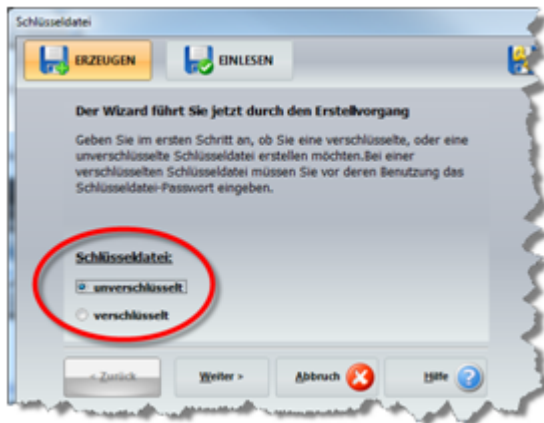 Schlüsseldatei
ERZEUGEN
EINLESEN
Der Wizard führt Sie jetzt durch den Erstellvorgang
Geben Sie im ersten Schritt an, ob Sie eine verschlüsselte, oder eine
unverschlüsselte Schlüsseldatei erstellen möchten.Bei einer
verschlüsselten Schlüsseldatei müssen Sie vor deren Benutzung das
Schlüsseldatei-Passwort eingeben.
Schlüsseldatei:
unverschlüsselt
verschlüsselt
< Zurück
Weiter >
Abbruch
Hilfe